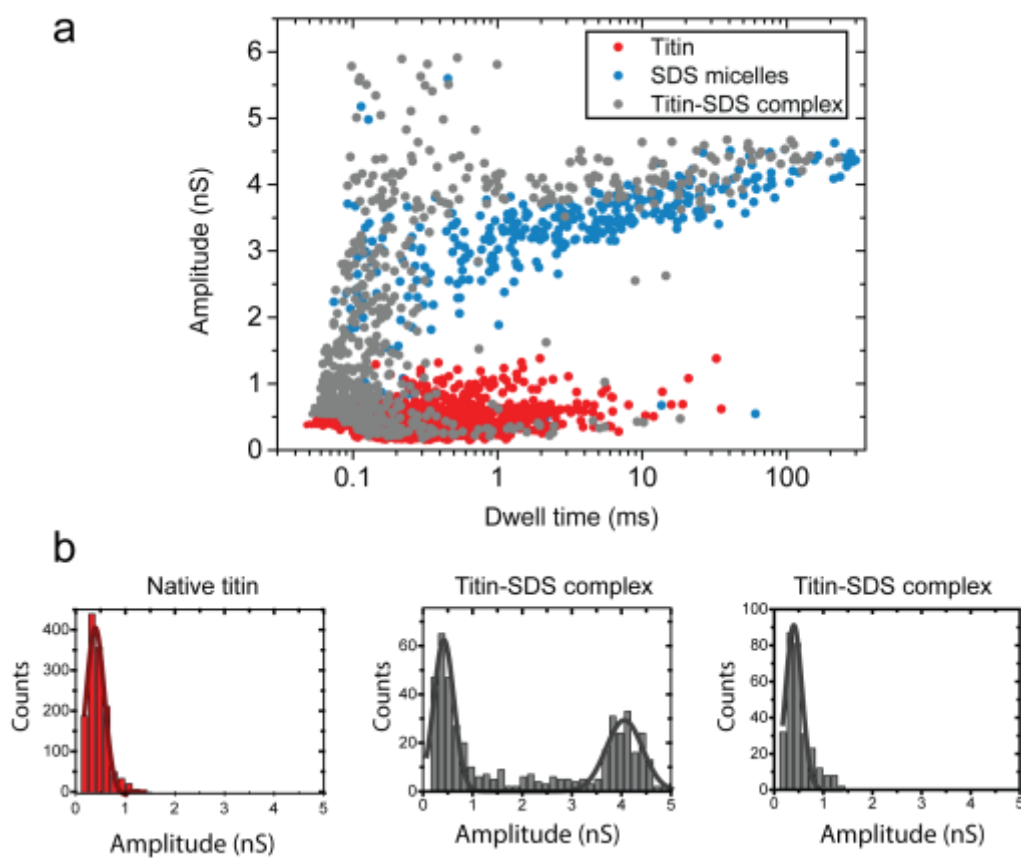 a
Titin
SDS micelles
Titin-SDS complex
6
5
4
3
2
1
0
Amplitude (nS)
0.1 1 10 100
Dwell time (ms)
b
Native titin
400
300
200
100
0
Counts
0 1 2 3 4 5
Amplitude (nS)
Titin-SDS complex
60
40
20
0
Counts
0 1 2 3 4 5
Amplitude (nS)
Titin-SDS complex
100
80
60
40
20
0
Counts
0 1 2 3 4 5
Amplitude (nS)